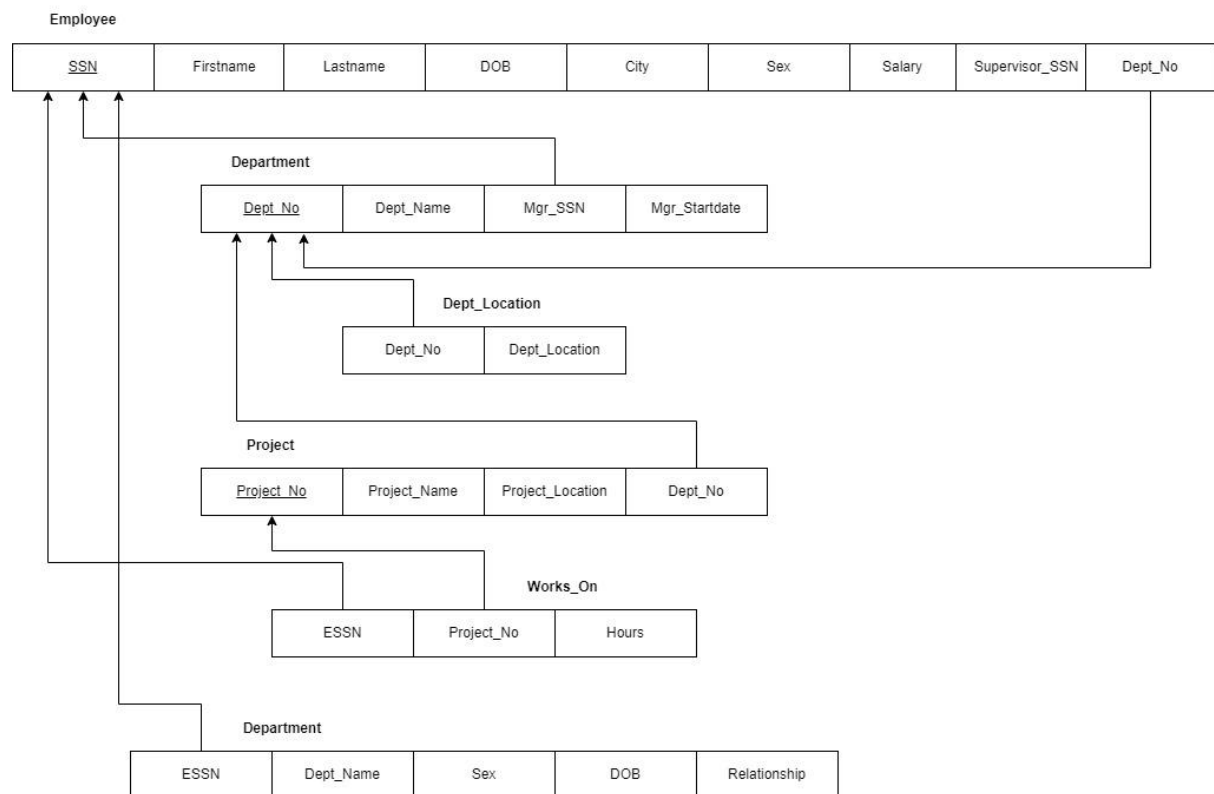 Employee
SSN Firstname Lastname DOB City Sex Salary Supervisor_SSN Dept_No
Department
Dept_No Dept_Name Mgr_SSN Mgr_Startdate
Dept_Location
Dept_No Dept_Location
Project
Project_No Project_Name Project_Location Dept_No
Works_On
ESSN Project_No Hours
Department
ESSN Dept_Name Sex DOB Relationship